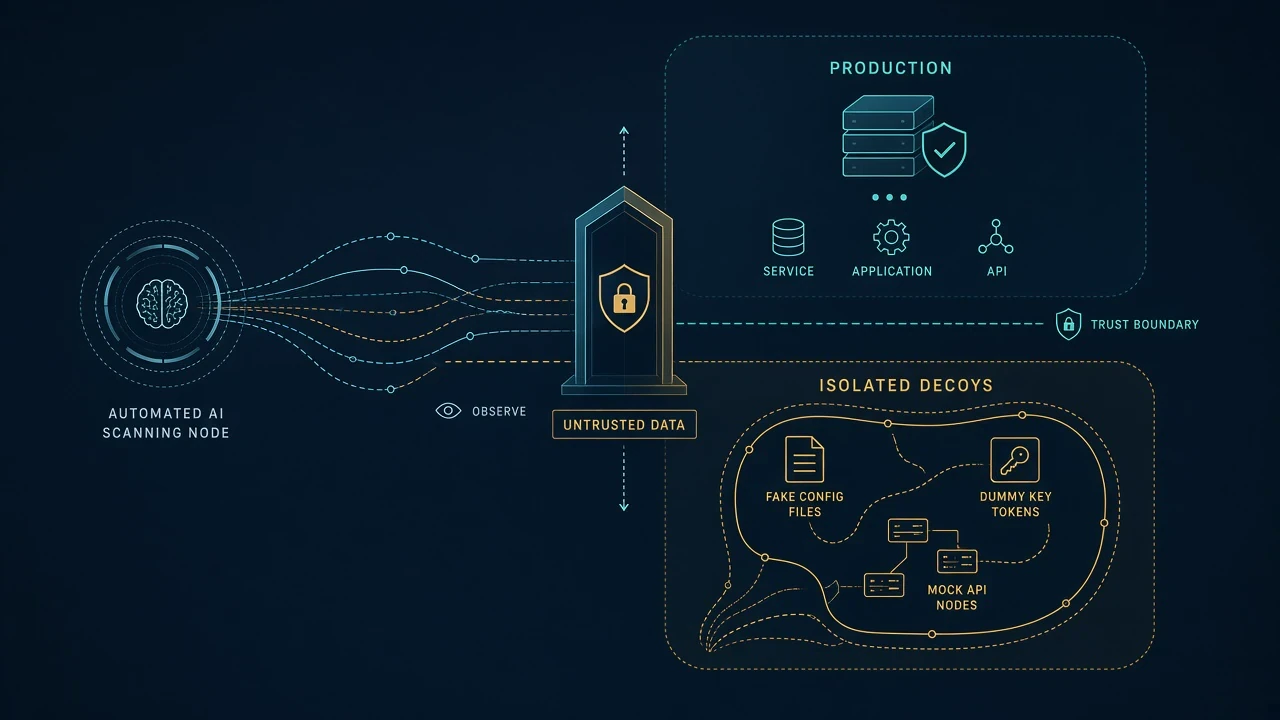 PRODUCTION
SERVICE
APPLICATION
API
TRUST BOUNDARY
AUTOMATED AI
SCANNING NODE
OBSERVE
UNTRUSTED DATA
ISOLATED DECOYS
FAKE CONFIG
FILES
DUMMY KEY
TOKENS
MOCK API
NODES